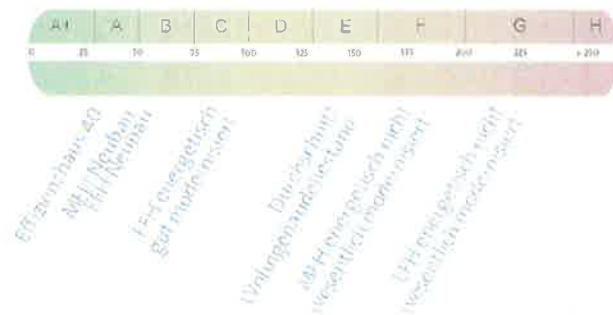 A+ A B C D E F G H
0 25 50 75 100 125 150 175 200 225 >250
Effizienzhaus 40
MFH Neubau
EFH Neubau
EFH energetisch
gut modernisiert
Durchschnitt
Wohngebäudebestand
MFH energetisch nicht
wesentlich modernisiert
EFH energetisch nicht
wesentlich modernisiert